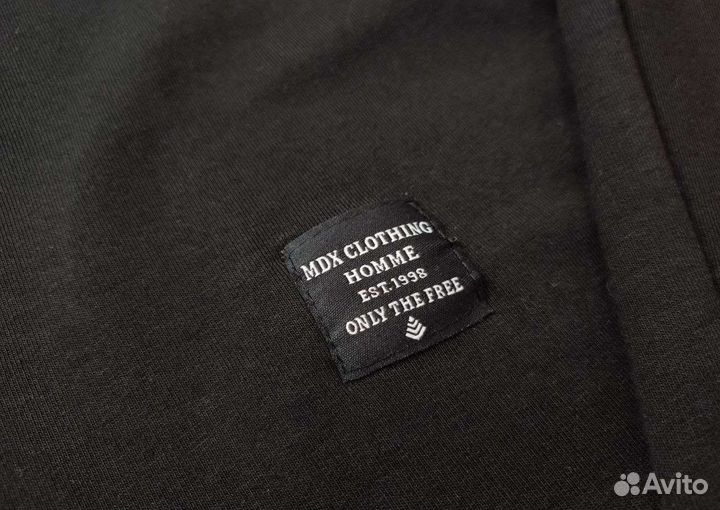 MDX CLOTHING
HOMME
EST.1998
ONLY THE FREE
Avito